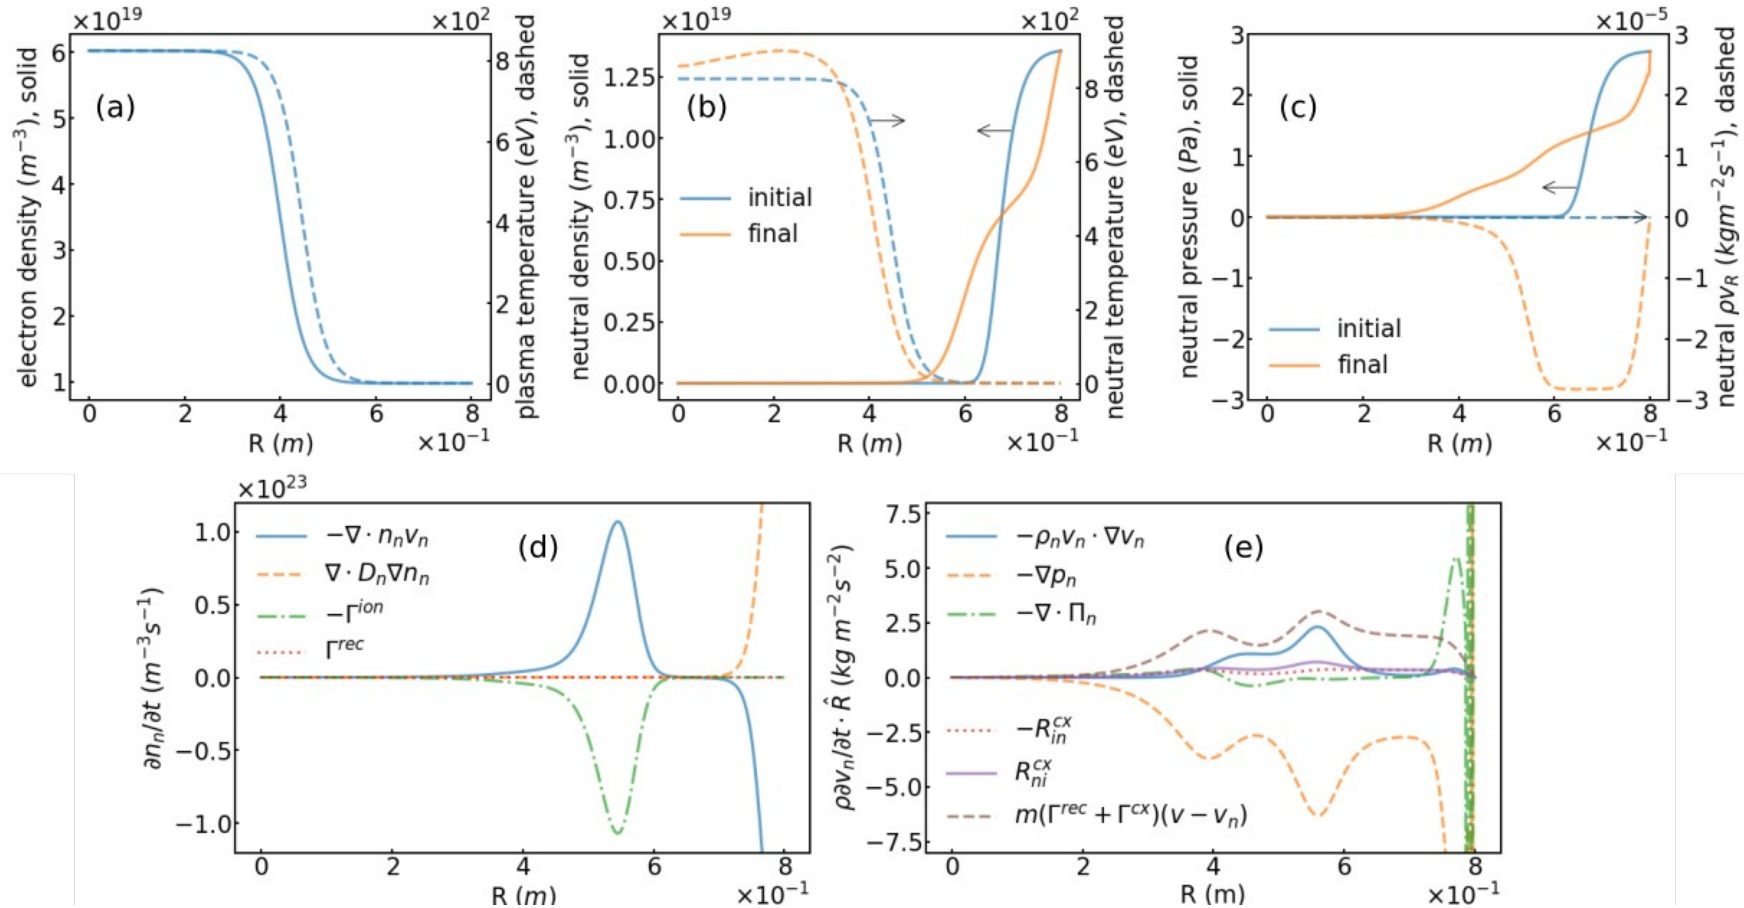 ×10^19 ×10^2
electron density (m^−3), solid
6
5
4
3
2
1
(a)
8
6
4
2
0
plasma temperature (eV), dashed
0 2 4 6 8
R (m) ×10^−1
×10^19 ×10^2
neutral density (m^−3), solid
1.25
1.00
0.75
0.50
0.25
0.00
(b)
initial
final
8
6
4
2
0
neutral temperature (eV), dashed
0 2 4 6 8
R (m) ×10^−1
×10^−5
neutral pressure (Pa), solid
3
2
1
0
−1
−2
−3
(c)
initial
final
3
2
1
0
−1
−2
−3
neutral ρv_R (kgm^−2s^−1), dashed
0 2 4 6 8
R (m) ×10^−1
×10^23
∂n_n/∂t (m^−3s^−1)
1.0
0.5
0.0
−0.5
−1.0
−∇ · n_nv_n
∇ · D_n∇n_n
−Γ^ion
Γ^rec
(d)
0 2 4 6 8
R (m) ×10^−1
ρ∂v_n/∂t · R̂ (kg m^−2s^−2)
7.5
5.0
2.5
0.0
−2.5
−5.0
−7.5
−ρ_nv_n · ∇v_n
−∇p_n
−∇ · Π_n
(e)
−R_in^cx
R_ni^cx
m(Γ^rec + Γ^cx)(v − v_n)
0 2 4 6 8
R (m) ×10^−1